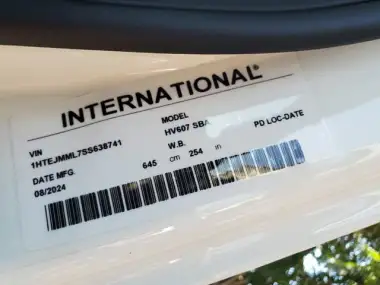 INTERNATIONAL®
VIN MODEL
1HTEJMML7SS638741 HV607 SBA
DATE MFG. W.B. PD LOC-DATE
08/2024 645 cm 254 in